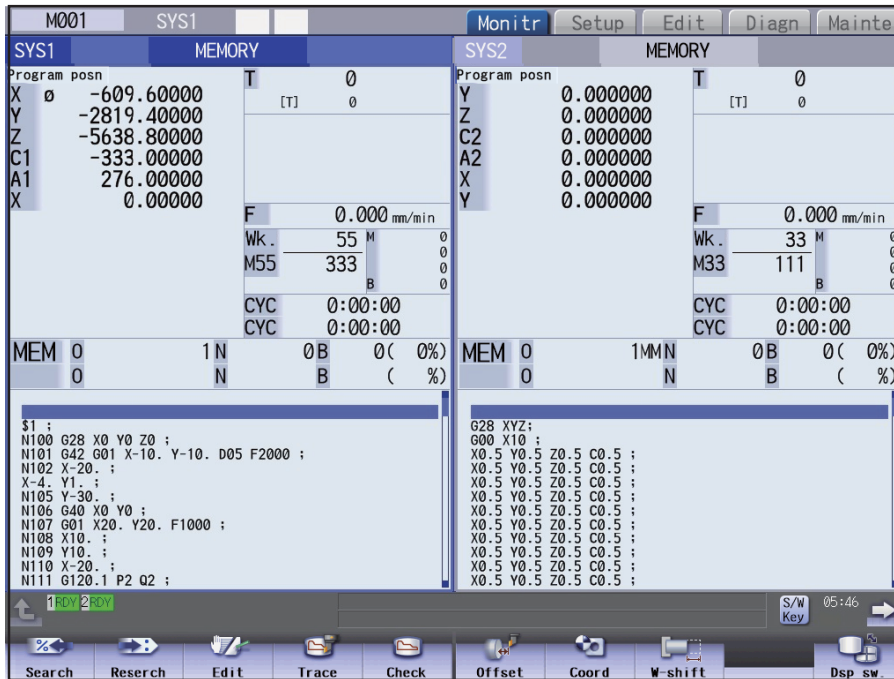 M001 SYS1 Monitr Setup Edit Diagn Mainte
SYS1 MEMORY
Program posn
X ø -609.60000
Y -2819.40000
Z -5638.80000
C1 -333.00000
A1 276.00000
X 0.00000
T 0
[T] 0
F 0.000 mm/min
Wk. 55 M 0
0
M55 333 0
B 0
CYC 0:00:00
CYC 0:00:00
MEM O 1 N 0 B 0( 0%)
O N B ( %)
$1 ;
N100 G28 X0 Y0 Z0 ;
N101 G42 G01 X-10. Y-10. D05 F2000 ;
N102 X-20. ;
X-4. Y1. ;
N105 Y-30. ;
N106 G40 X0 Y0 ;
N107 G01 X20. Y20. F1000 ;
N108 X10. ;
N109 Y10. ;
N110 X-20. ;
N111 G120.1 P2 Q2 ;
SYS2 MEMORY
Program posn
Y 0.000000
Z 0.000000
C2 0.000000
A2 0.000000
X 0.000000
Y 0.000000
T 0
[T] 0
F 0.000 mm/min
Wk. 33 M 0
0
M33 111 0
B 0
CYC 0:00:00
CYC 0:00:00
MEM O 1MM N 0 B 0( 0%)
O N B ( %)
G28 XYZ;
G00 X10 ;
X0.5 Y0.5 Z0.5 C0.5 ;
X0.5 Y0.5 Z0.5 C0.5 ;
X0.5 Y0.5 Z0.5 C0.5 ;
X0.5 Y0.5 Z0.5 C0.5 ;
X0.5 Y0.5 Z0.5 C0.5 ;
X0.5 Y0.5 Z0.5 C0.5 ;
X0.5 Y0.5 Z0.5 C0.5 ;
X0.5 Y0.5 Z0.5 C0.5 ;
X0.5 Y0.5 Z0.5 C0.5 ;
X0.5 Y0.5 Z0.5 C0.5 ;
1RDY 2RDY S/W Key 05:46
Search Reserch Edit Trace Check Offset Coord W-shift Dsp sw.